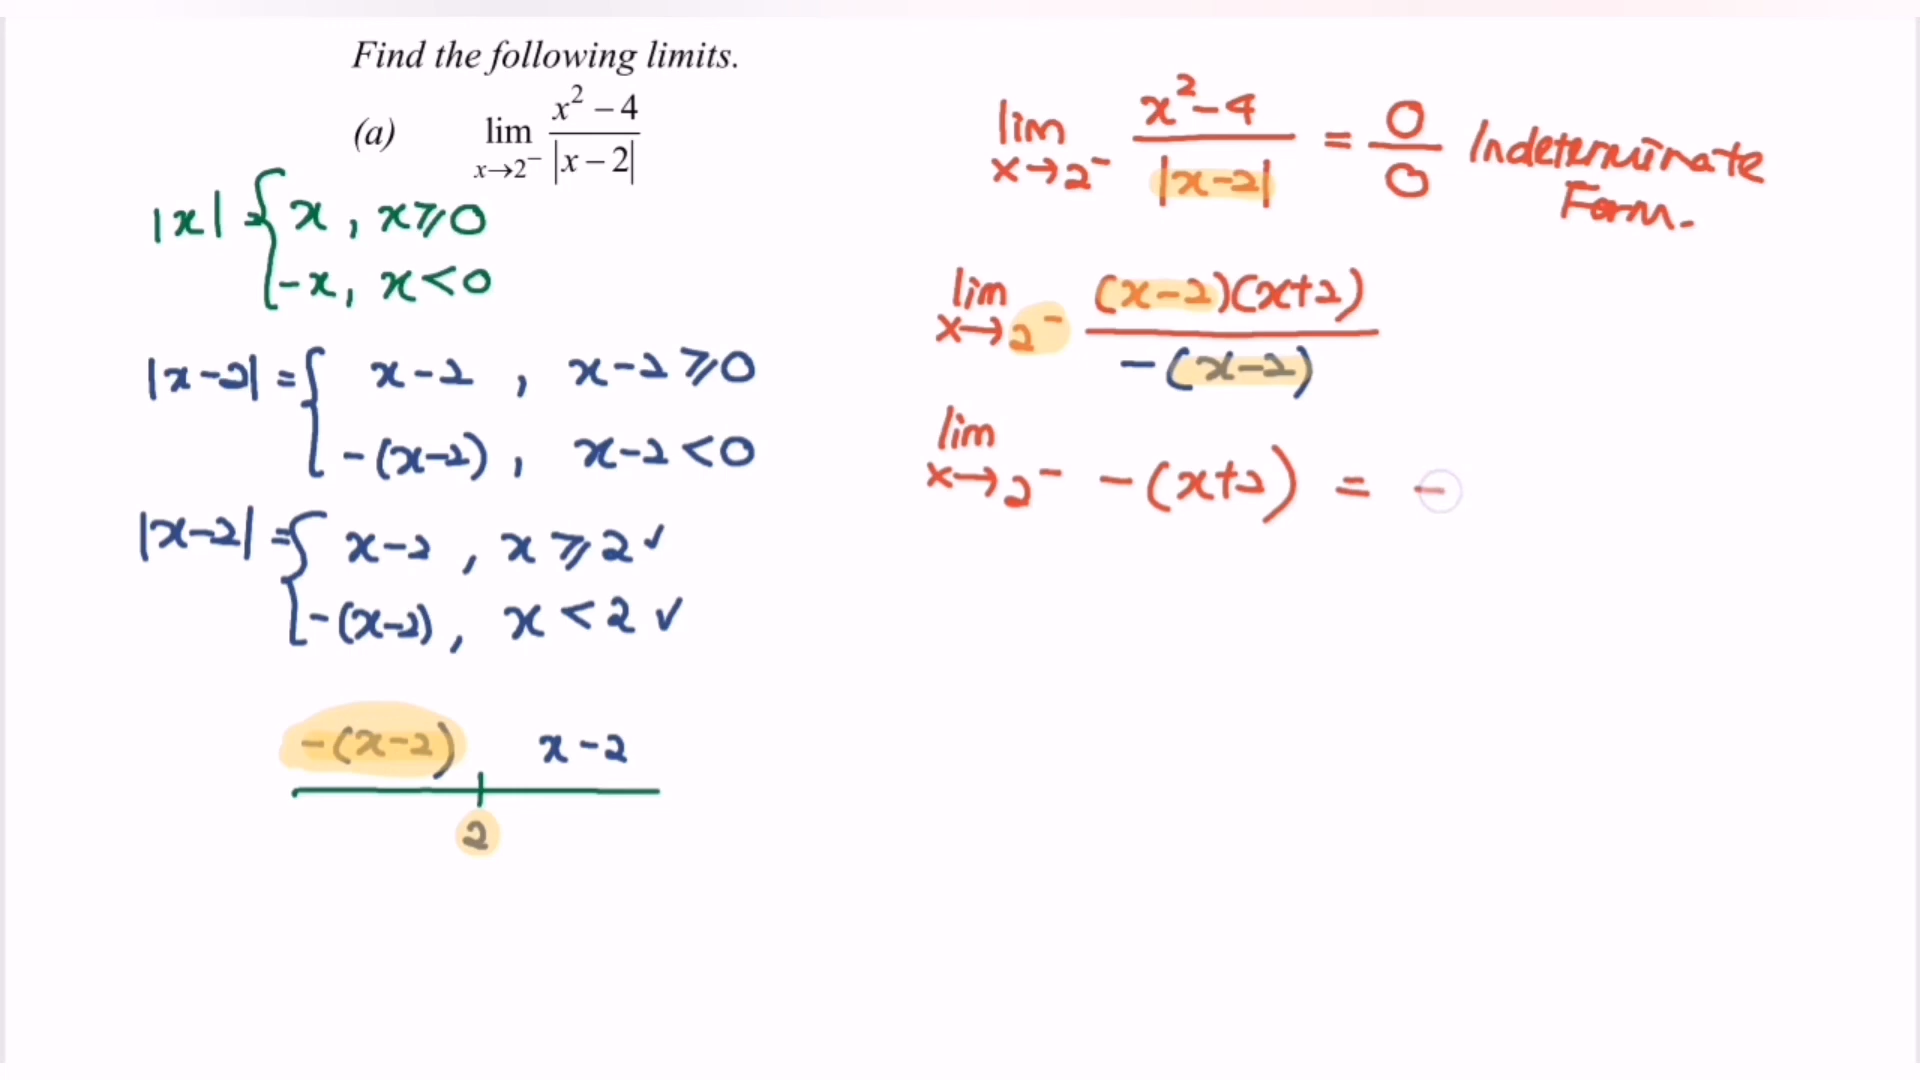 Find the following limits.
(a) lim x→2⁻ x² − 4 / |x − 2|
|x| = { x , x ⩾ 0
−x, x < 0
|x−2| = { x−2 , x−2 ⩾ 0
−(x−2) , x−2 < 0
|x−2| = { x−2 , x ⩾ 2 ✓
−(x−2) , x < 2 ✓
−(x−2) x−2
2
lim x→2⁻ x²−4 / |x−2| = 0/0 Indeterminate
Form.
lim x→2⁻ (x−2)(x+2) / −(x−2)
lim x→2⁻ −(x+2) = −